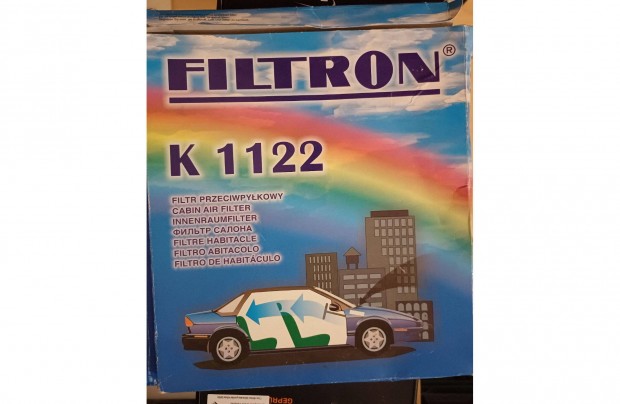 FILTRON®
K 1122
FILTR PRZECIWPYŁKOWY
CABIN AIR FILTER
INNENRAUMFILTER
ФИЛЬТР САЛОНА
FILTRE HABITACLE
FILTRO ABITACOLO
FILTRO DE HABITÁCULO